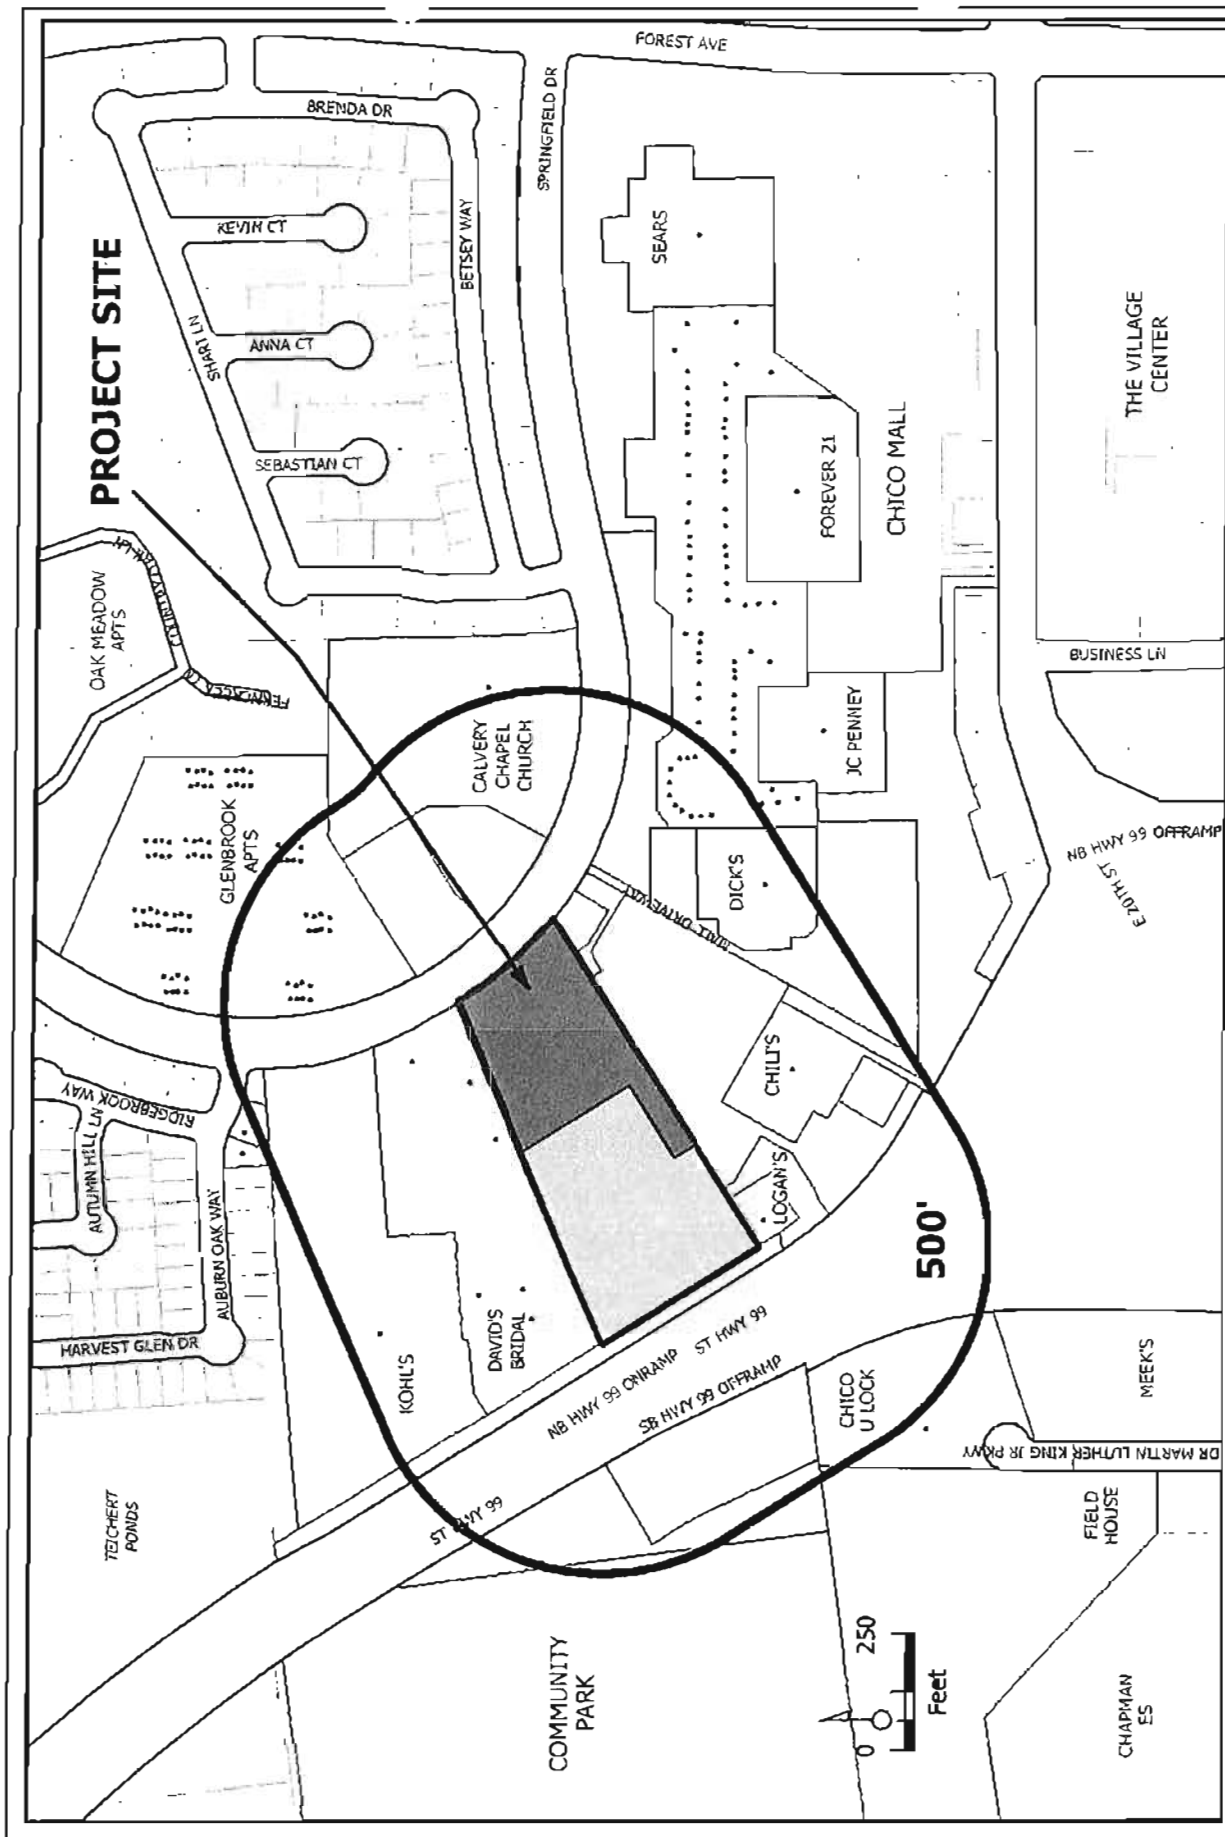 FOREST AVE
BRENDA DR
SPRINGFIELD DR
KEVIN CT
BETSEY WAY
SEARS
PROJECT SITE
SHARI LN
ANNA CT
SEBASTIAN CT
THE VILLAGE
CENTER
FOREVER 21
CHICO MALL
OAK MEADOW
APTS
BUSINESS LN
CALVERY
CHAPEL
CHURCH
JC PENNEY
GLENBROOK
APTS
DICK'S
MALL DRIVEWAY
NB HWY 99 OFFRAMP
E 20TH ST
CHILI'S
RIDGEBROOK WAY
AUTUMN HILL LN
AUBURN OAK WAY
LOGAN'S
500'
HARVEST GLEN DR
KOHL'S
DAVID'S
BRIDAL
NB HWY 99 ONRAMP
ST HWY 99
SB HWY 99 OFFRAMP
CHICO
U LOCK
MEEK'S
DR MARTIN LUTHER KING JR PKWY
TEICHERT
PONDS
ST HWY 99
FIELD
HOUSE
COMMUNITY
PARK
0 250
Feet
CHAPMAN
ES